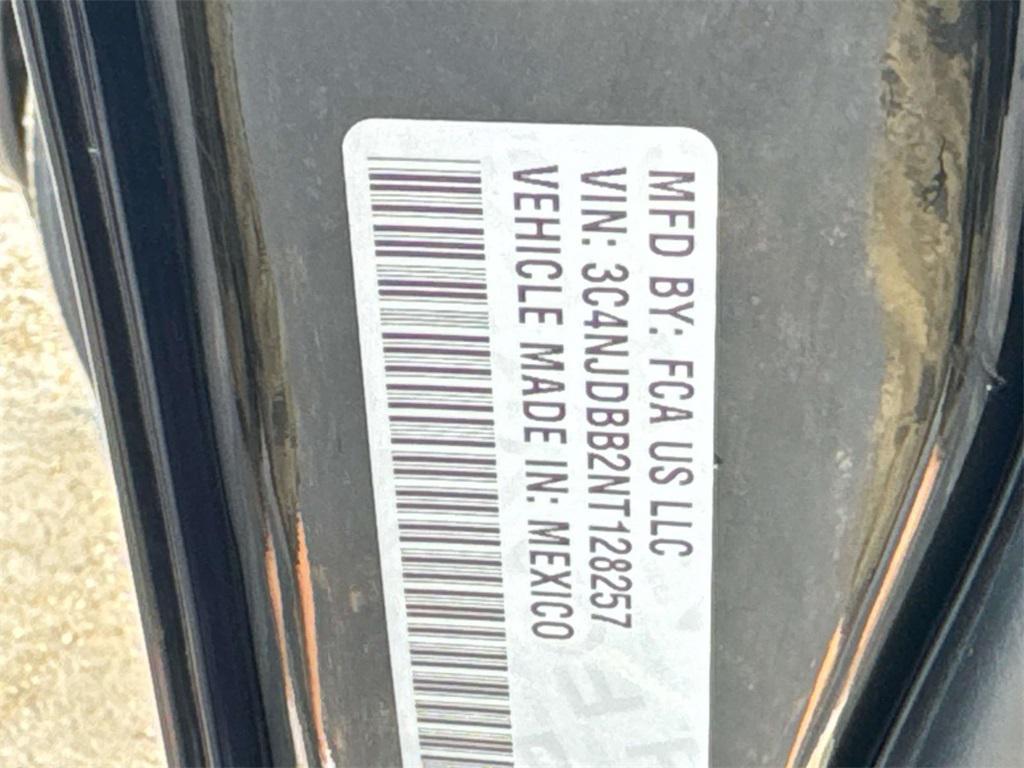 MFD BY: FCA US LLC
VIN: 3C4NJDBB2NT128257
VEHICLE MADE IN: MEXICO